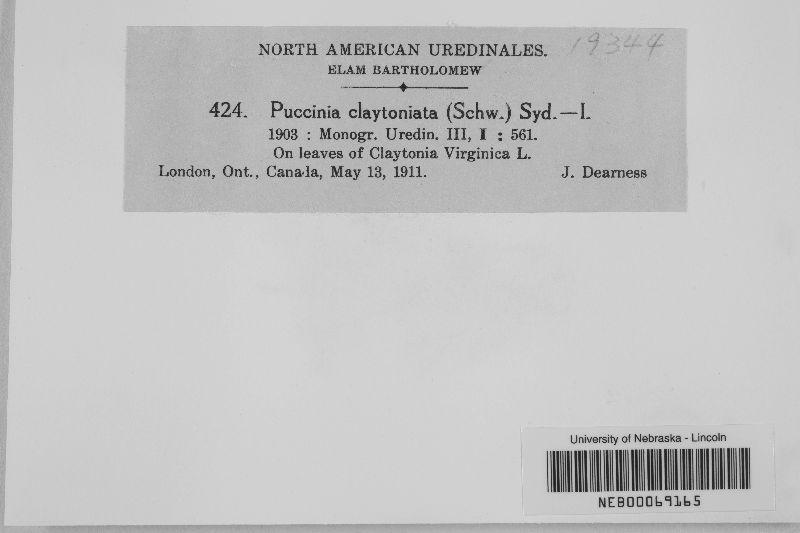 NORTH AMERICAN UREDINALES.
19344
ELAM BARTHOLOMEW
424. Puccinia claytoniata (Schw.) Syd.—I.
1903 : Monogr. Uredin. III, I : 561.
On leaves of Claytonia Virginica L.
London, Ont., Canada, May 13, 1911. J. Dearness
University of Nebraska - Lincoln
NEB00069165